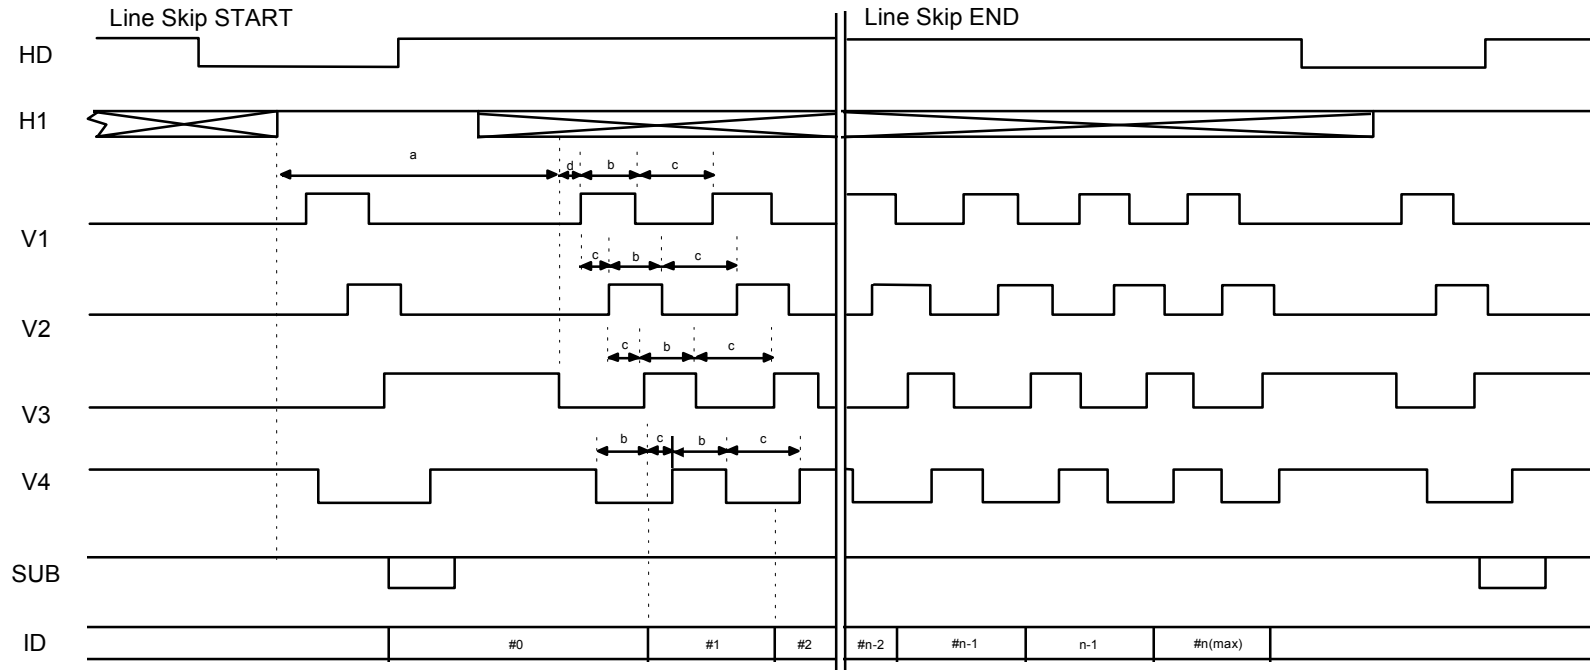 Line Skip START
Line Skip END
HD
H1
a
d
b
c
V1
c
b
c
V2
c
b
c
V3
b
c
b
c
V4
SUB
ID
#0
#1
#2
#n-2
#n-1
n-1
#n(max)